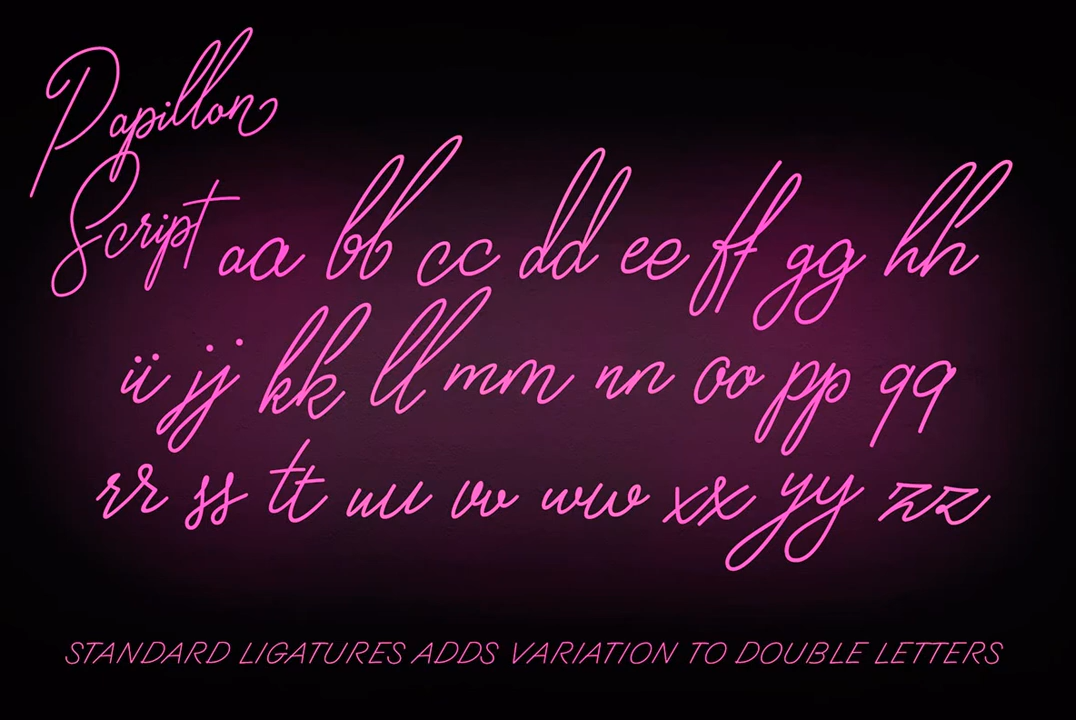 Papillon
Script
aa bb cc dd ee ff gg hh
ii jj kk ll mm nn oo pp qq
rr ss tt uu vv ww xx yy zz
STANDARD LIGATURES ADDS VARIATION TO DOUBLE LETTERS